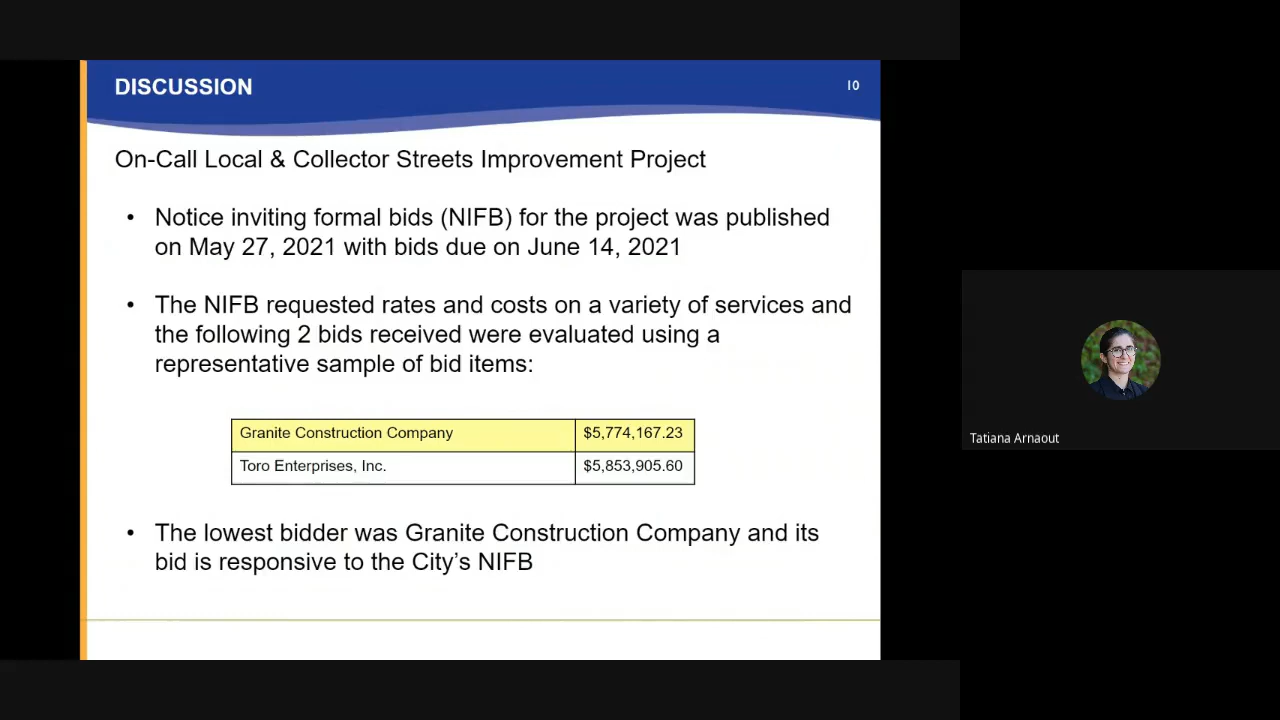 DISCUSSION
10
On-Call Local & Collector Streets Improvement Project
• Notice inviting formal bids (NIFB) for the project was published
on May 27, 2021 with bids due on June 14, 2021
• The NIFB requested rates and costs on a variety of services and
the following 2 bids received were evaluated using a
representative sample of bid items:
Granite Construction Company $5,774,167.23
Toro Enterprises, Inc. $5,853,905.60
• The lowest bidder was Granite Construction Company and its
bid is responsive to the City’s NIFB
Tatiana Arnaout